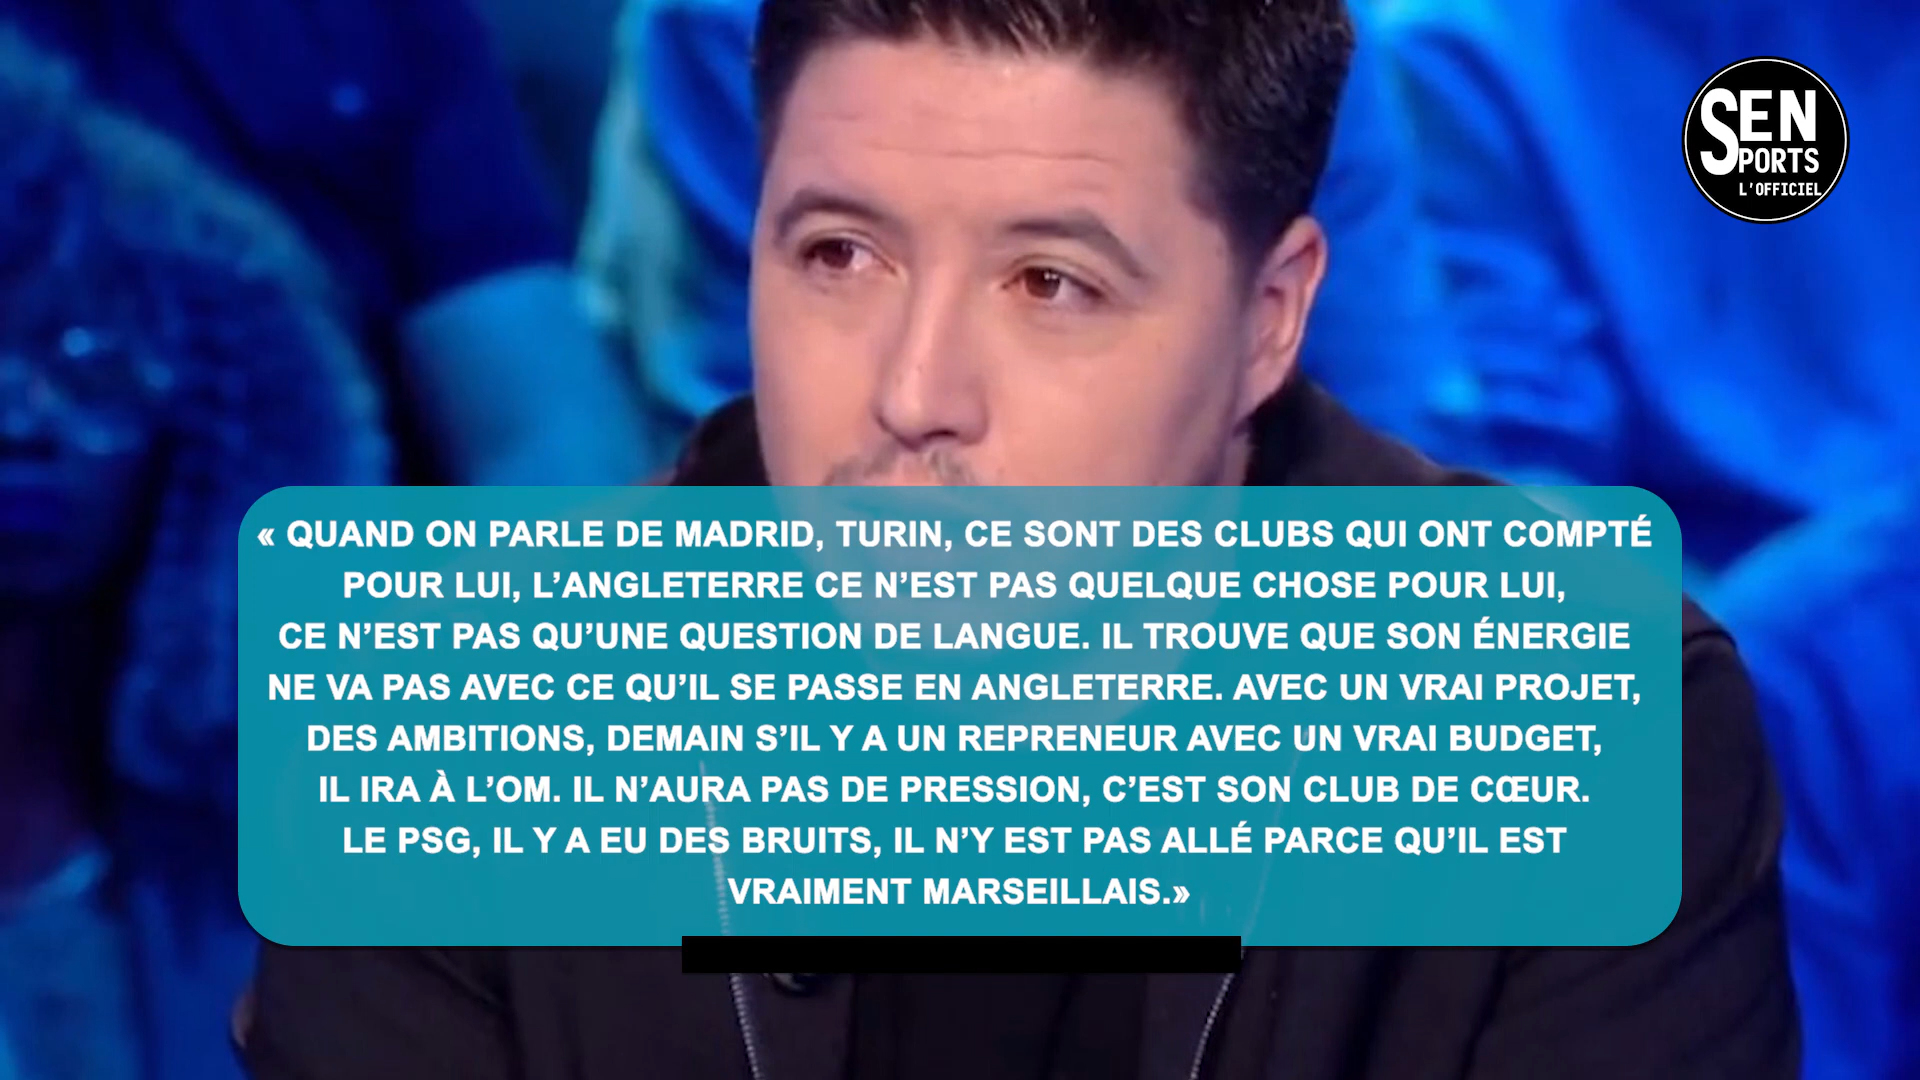 SEN
SPORTS
L'OFFICIEL
« QUAND ON PARLE DE MADRID, TURIN, CE SONT DES CLUBS QUI ONT COMPTÉ
POUR LUI, L’ANGLETERRE CE N’EST PAS QUELQUE CHOSE POUR LUI,
CE N’EST PAS QU’UNE QUESTION DE LANGUE. IL TROUVE QUE SON ÉNERGIE
NE VA PAS AVEC CE QU’IL SE PASSE EN ANGLETERRE. AVEC UN VRAI PROJET,
DES AMBITIONS, DEMAIN S’IL Y A UN REPRENEUR AVEC UN VRAI BUDGET,
IL IRA À L’OM. IL N’AURA PAS DE PRESSION, C’EST SON CLUB DE CŒUR.
LE PSG, IL Y A EU DES BRUITS, IL N’Y EST PAS ALLÉ PARCE QU’IL EST
VRAIMENT MARSEILLAIS.»